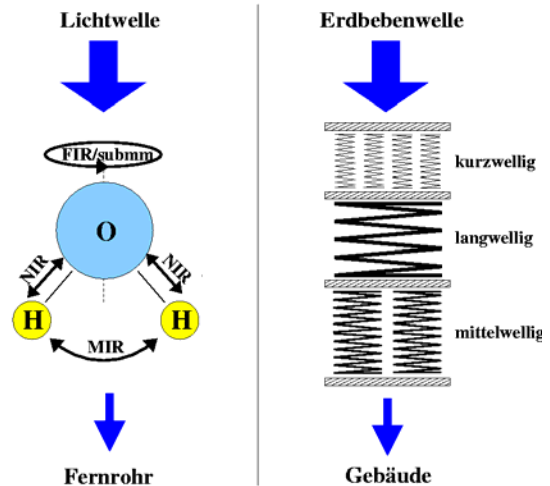 Lichtwelle
FIR/submm
O
NIR
NIR
H
H
MIR
Fernrohr
Erdbebenwelle
kurzwellig
langwellig
mittelwellig
Gebäude